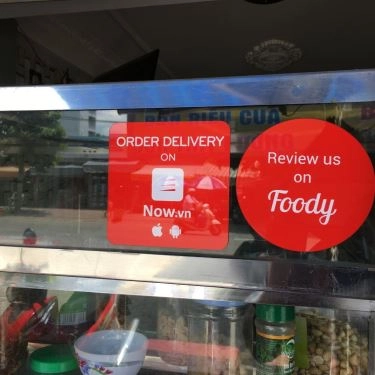 ORDER DELIVERY
ON
Now.vn
Review us
on
Foody